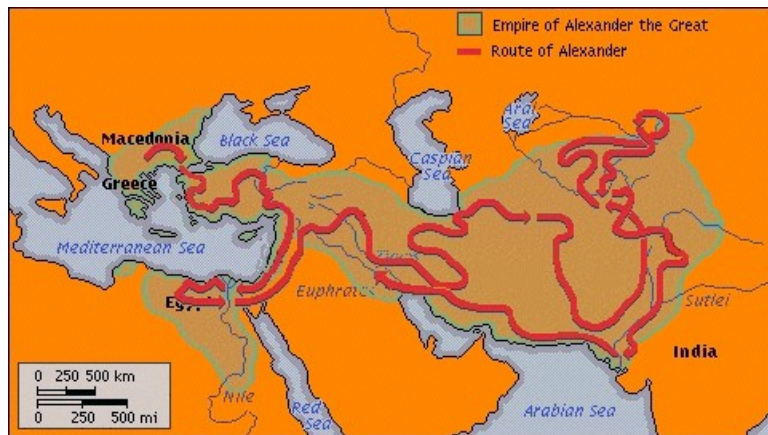 Empire of Alexander the Great
Route of Alexander
Macedonia
Black Sea
Aral
Sea
Caspian
Sea
Greece
Mediterranean Sea
Euphrates
Sutlei
India
0 250 500 km
0 250 500 mi
Nile
Red
Sea
Arabian Sea